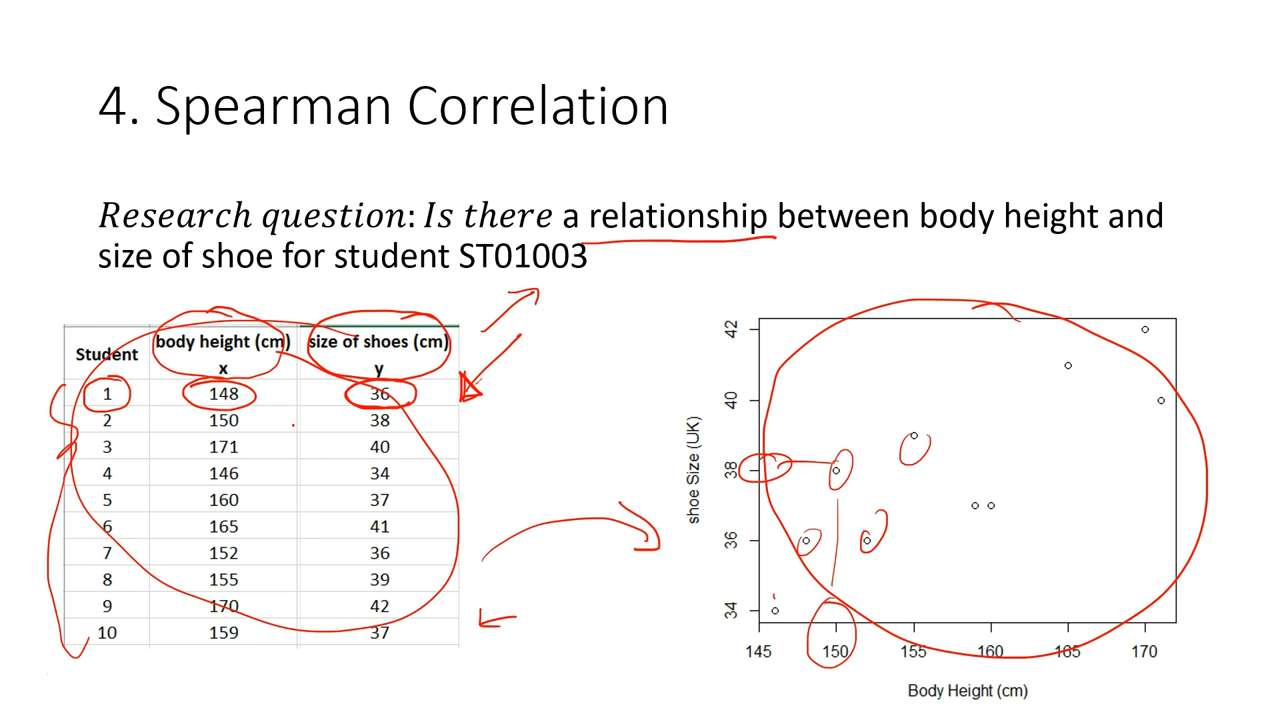 4. Spearman Correlation
Research question: Is there a relationship between body height and
size of shoe for student ST01003
Student body height (cm) x size of shoes (cm) y
1 148 36
2 150 38
3 171 40
4 146 34
5 160 37
6 165 41
7 152 36
8 155 39
9 170 42
10 159 37
shoe Size (UK)
42
40
38
36
34
145 150 155 160 165 170
Body Height (cm)